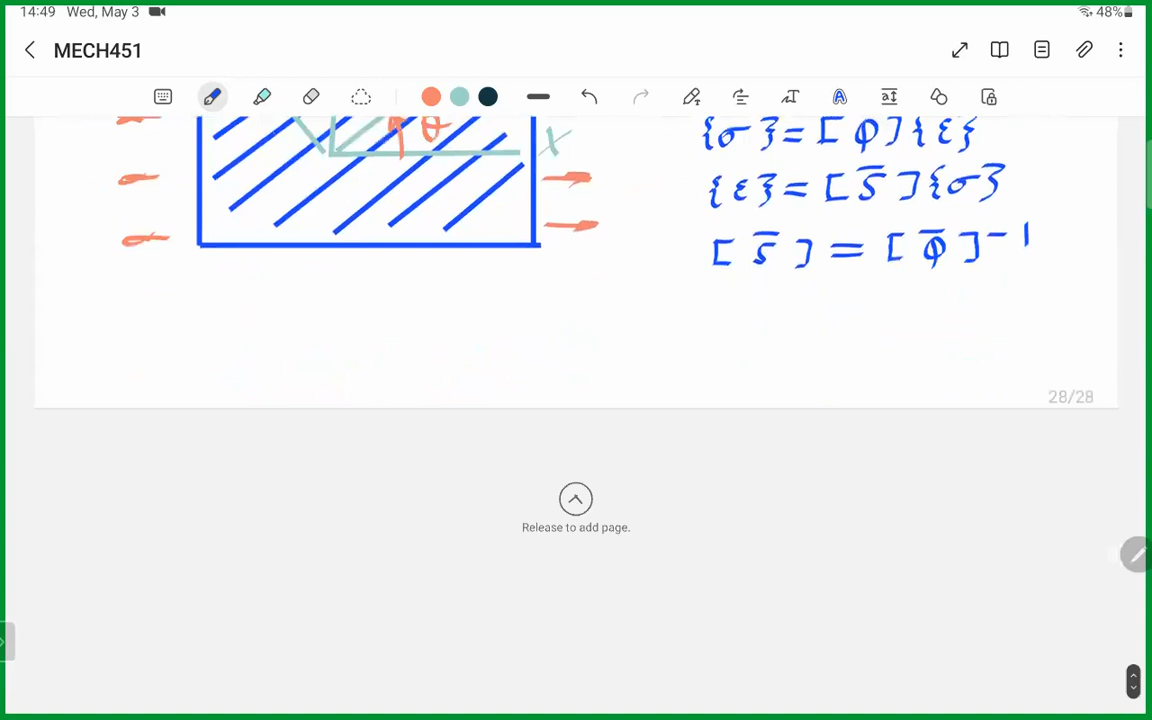 14:49 Wed, May 3
48%
MECH451
θ
x
{σ} = [Q]{ε}
{ε} = [S̅]{σ}
[S̅] = [Q̅]⁻¹
28/28
Release to add page.